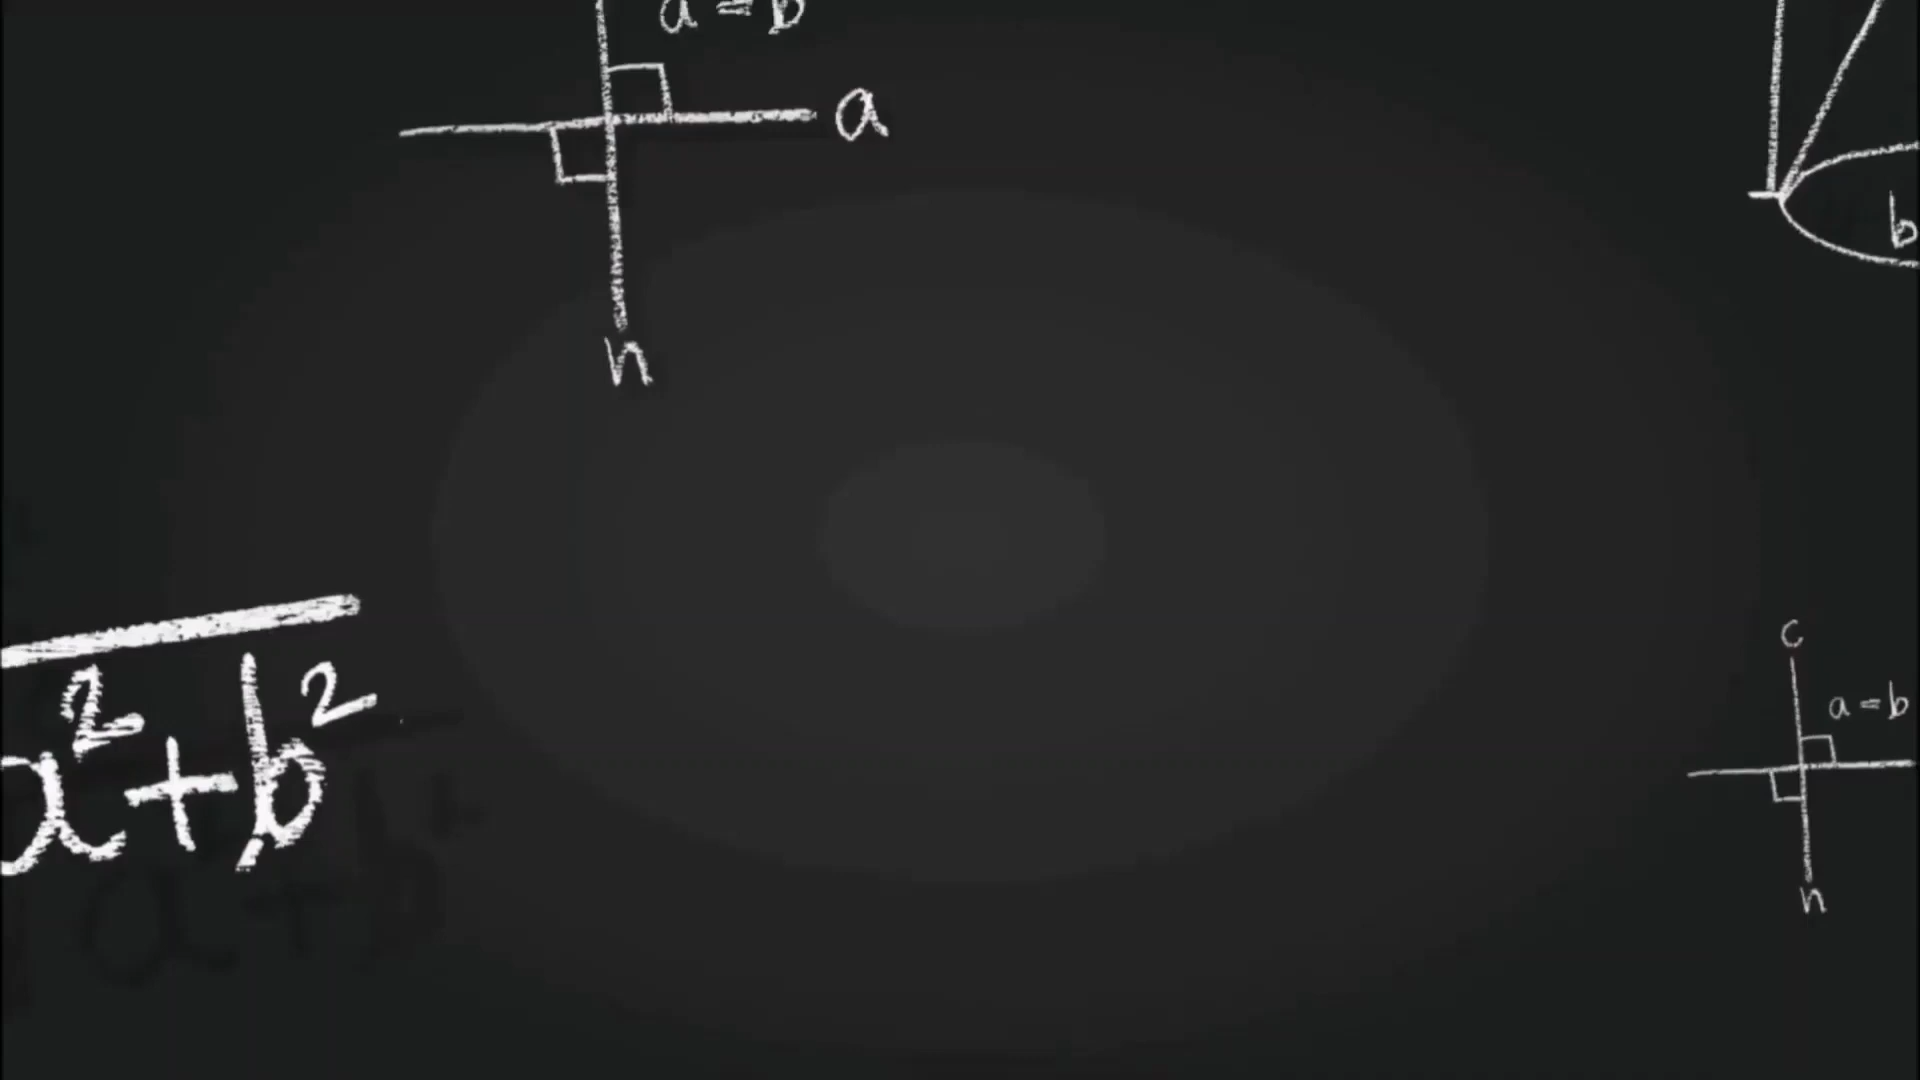 a = b
a
n
b
a²+b²
c
a = b
n